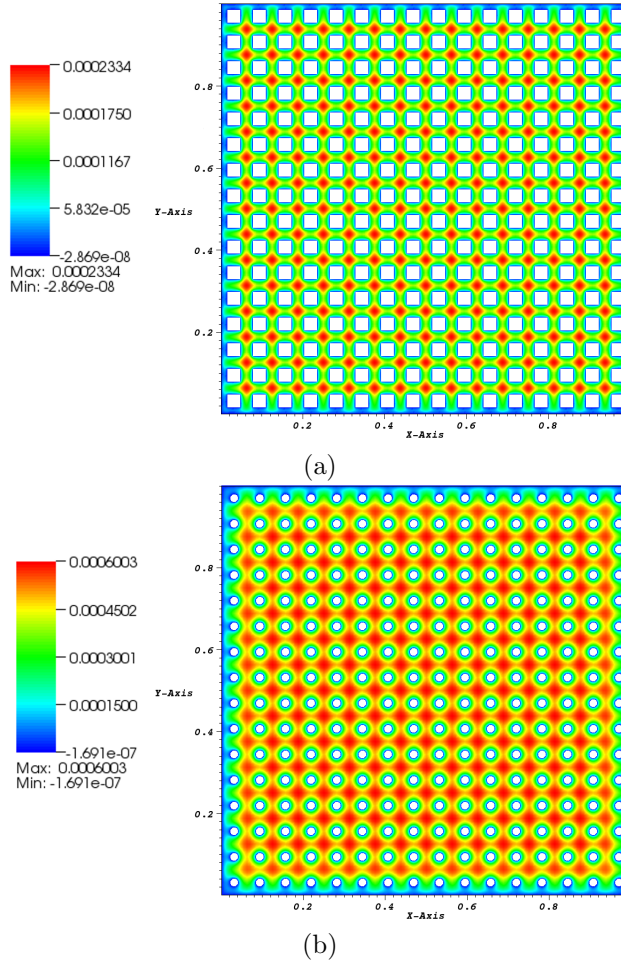 0.0002334
0.0001750
0.0001167
5.832e-05
-2.869e-08
Max: 0.0002334
Min: -2.869e-08
0.8
0.6
Y-Axis
0.4
0.2
0.2 0.4 0.6 0.8
X-Axis
(a)
0.0006003
0.0004502
0.0003001
0.0001500
-1.691e-07
Max: 0.0006003
Min: -1.691e-07
0.8
0.6
Y-Axis
0.4
0.2
0.2 0.4 0.6 0.8
X-Axis
(b)